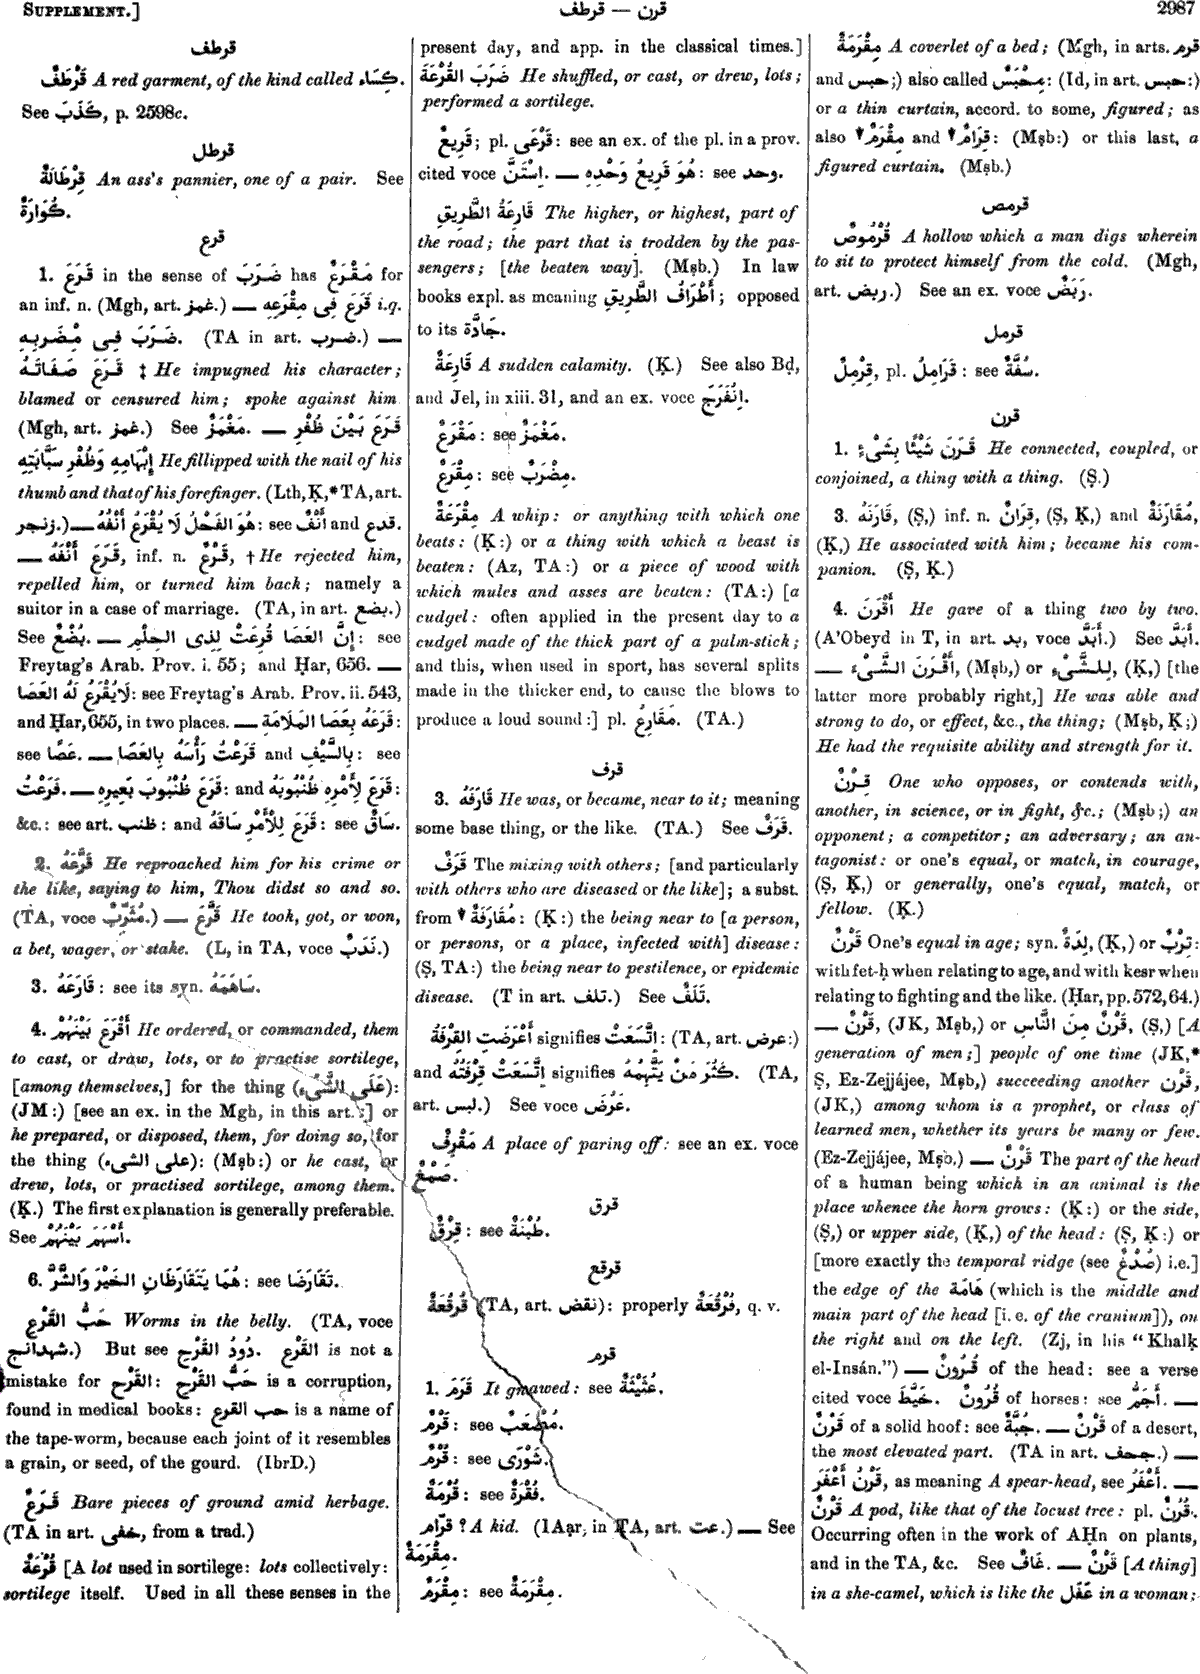 SUPPLEMENT.]
قرطف — قرن
2987
قرطف
قَرْطَفٌ A red garment, of the kind called كِسَاء.
See كَذَبَ, p. 2598c.
قرطل
قِرْطَالَةٌ An ass's pannier, one of a pair. See
كُوَارَةٌ.
قرع
1. قَرَعَ in the sense of ضَرَبَ has مَقْرَعٌ for
an inf. n. (Mgh, art. غمز.) — قَرَعَ فِى مِقْرَعِهِ i.q.
ضَرَبَ فِى مِضْرَبِهِ. (TA in art. ضرب.) —
قَرَعَ صَفَاتَهُ ‡ He impugned his character;
blamed or censured him; spoke against him
(Mgh, art. غمز.) See مَغْمَزٌ. — قَرَعَ بَيْنَ ظُفْرِ
إِبْهَامِهِ وَظُفْرِ سَبَّابَتِهِ He fillipped with the nail of his
thumb and that of his forefinger. (Lth, Ḳ,* TA, art.
زنجر.) — هُوَ الفَحْلُ لَا يُقْرَعُ أَنْفُهُ: see أَنْفٌ and قدع.
— قَرَعَ أَنْفَهُ, inf. n. قَرْعٌ, † He rejected him,
repelled him, or turned him back; namely a
suitor in a case of marriage. (TA, in art. بضع.)
See بُضْعٌ. — إِنَّ العَصَا قُرِعَتْ لِذِى الحِلْمِ: see
Freytag's Arab. Prov. i. 55; and Ḥar, 656. —
لَايُقْرَعُ لَهُ العَصَا: see Freytag's Arab. Prov. ii. 543,
and Ḥar, 655, in two places. — قَرَعَهُ بِعَصَا المَلَامَةِ:
see عَصًا. — قَرَعْتُ رَأْسَهُ بِالعَصَا and بِالسَّيْفِ: see
فَرَعْتُ. — قَرَعَ ظُنْبُوبَ بَعِيرِهِ: and قَرَعَ لِأَمْرِهِ ظُنْبُوبَهُ:
&c.: see art. ظنب: and قَرَعَ لِلْأَمْرِ سَاقَهُ: see سَاقٌ.
2. قَرَّعَهُ He reproached him for his crime or
the like, saying to him, Thou didst so and so.
(TA, voce مُثَرِّبٌ.) — قَرَّعَ He took, got, or won,
a bet, wager, or stake. (L, in TA, voce نَدَبٌ.)
3. قَارَعَهُ: see its syn. سَاهَمَهُ.
4. أَقْرَعَ بَيْنَهُمْ He ordered, or commanded, them
to cast, or draw, lots, or to practise sortilege,
[among themselves,] for the thing (عَلَى الشَّىْءِ):
(JM:) [see an ex. in the Mgh, in this art.:] or
he prepared, or disposed, them, for doing so, for
the thing (على الشىء): (Mṣb:) or he cast, or
drew, lots, or practised sortilege, among them.
(Ḳ.) The first explanation is generally preferable.
See أَسْهَمَ بَيْنَهُمْ.
6. هُمَا يَتَقَارَظَانِ الخَيْرَ وَالشَّرَّ: see تَقَارَضَا.
حَبُّ القَرْعِ Worms in the belly. (TA, voce
شهدانج.) But see دُودُ القَرْحِ. القَرْعِ is not a
mistake for القَرْحِ: حَبُّ القَرْحِ is a corruption,
found in medical books: حب القرع is a name of
the tape-worm, because each joint of it resembles
a grain, or seed, of the gourd. (IbrD.)
قَرَعٌ Bare pieces of ground amid herbage.
(TA in art. خفى, from a trad.)
قُرْعَةٌ [A lot used in sortilege: lots collectively:
sortilege itself. Used in all these senses in the
present day, and app. in the classical times.]
ضَرَبَ القُرْعَةَ He shuffled, or cast, or drew, lots;
performed a sortilege.
قَرِيعٌ; pl. قَرْعَى: see an ex. of the pl. in a prov.
cited voce اِسْتَنَّ. — هُوَ قَرِيعُ وَحْدِهِ: see وحد.
قَارِعَةُ الطَّرِيقِ The higher, or highest, part of
the road; the part that is trodden by the pas-
sengers; [the beaten way]. (Mṣb.) In law
books expl. as meaning أَطْرَافُ الطَّرِيقِ; opposed
to its جَادَّة.
قَارِعَةٌ A sudden calamity. (Ḳ.) See also Bḍ,
and Jel, in xiii. 31, and an ex. voce اِنْفَرَجَ.
مَقْرَعٌ: see مَغْمَزٌ.
مِقْرَعٌ: see مِضْرَبٌ.
مِقْرَعَةٌ A whip: or anything with which one
beats: (Ḳ:) or a thing with which a beast is
beaten: (Az, TA:) or a piece of wood with
which mules and asses are beaten: (TA:) [a
cudgel: often applied in the present day to a
cudgel made of the thick part of a palm-stick;
and this, when used in sport, has several splits
made in the thicker end, to cause the blows to
produce a loud sound:] pl. مَقَارِعُ. (TA.)
قرف
3. قَارَفَهُ He was, or became, near to it; meaning
some base thing, or the like. (TA.) See قَرَفٌ.
قَرَفٌ The mixing with others; [and particularly
with others who are diseased or the like]; a subst.
from ▼ مُقَارَفَةٌ: (Ḳ:) the being near to [a person,
or persons, or a place, infected with] disease:
(Ṣ, TA:) the being near to pestilence, or epidemic
disease. (T in art. تلف.) See تَلَفٌ.
أَعْرَضَتِ القِرْفَةُ signifies اِتَّسَعَتْ: (TA, art. عرض:)
and اِتَّسَعَتْ قِرْفَتُهُ signifies كَثُرَ مَنْ يَتَّهِمُهُ. (TA,
art. لبس.) See voce عَرُضَ.
مَقْرِفٌ A place of paring off: see an ex. voce
صَمْغٌ.
قرق
قِرْقٌ: see طُبْنَةٌ.
قرقع
قُرْقُعَةٌ (TA, art. نقض): properly فُرْقُعَةٌ, q. v.
قرم
1. قَرَمَ It gnawed: see عُثَيْثَةٌ.
قَرْمٌ: see مُصْعَبٌ.
قُرْمٌ: see شَوْرَى.
قُرْمَةٌ: see فُقْرَةٌ.
قرّام ? A kid. (IAạr, in TA, art. عت.) — See
مِقْرَمَةٌ.
مِقْرَمٌ: see مِقْرَمَةٌ.
مِقْرَمَةٌ A coverlet of a bed; (Mgh, in arts. قرم
and حبس;) also called مِحْبَسٌ: (Id, in art. حبس:)
or a thin curtain, accord. to some, figured; as
also ▼ مِقْرَمٌ and ▼ قِرَامٌ: (Mṣb:) or this last, a
figured curtain. (Mṣb.)
قرمص
قُرْمُوصٌ A hollow which a man digs wherein
to sit to protect himself from the cold. (Mgh,
art. ربض.) See an ex. voce رَبَضٌ.
قرمل
قِرْمِلٌ, pl. قَرَامِلُ: see سُفَّةٌ.
قرن
1. قَرَنَ شَيْئًا بِشَىْءٍ He connected, coupled, or
conjoined, a thing with a thing. (Ṣ.)
3. قَارَنَهُ, (Ṣ,) inf. n. قِرَانٌ, (Ṣ, Ḳ,) and مُقَارَنَةٌ,
(Ḳ,) He associated with him; became his com-
panion. (Ṣ, Ḳ.)
4. أَقْرَنَ He gave of a thing two by two.
(A'Obeyd in T, in art. بد, voce أَبَدَّ.) See أَبَدَّ.
— أَقْرَنَ الشَّىْءَ, (Mṣb,) or لِلشَّىْءِ, (Ḳ,) [the
latter more probably right,] He was able and
strong to do, or effect, &c., the thing; (Mṣb, Ḳ;)
He had the requisite ability and strength for it.
قِرْنٌ One who opposes, or contends with,
another, in science, or in fight, &c.; (Mṣb;) an
opponent; a competitor; an adversary; an an-
tagonist: or one's equal, or match, in courage,
(Ṣ, Ḳ,) or generally, one's equal, match, or
fellow. (Ḳ.)
قَرْنٌ One's equal in age; syn. لِدَةٌ, (Ḳ,) or تِرْبٌ:
with fet-ḥ when relating to age, and with kesr when
relating to fighting and the like. (Ḥar, pp. 572, 64.)
— قَرْنٌ, (JK, Mṣb,) or قَرْنٌ مِنَ النَّاسِ, (Ṣ,) [A
generation of men;] people of one time (JK,*
Ṣ, Ez-Zejjájee, Mṣb,) succeeding another قَرْن,
(JK,) among whom is a prophet, or class of
learned men, whether its years be many or few.
(Ez-Zejjájee, Mṣb.) — قَرْنٌ The part of the head
of a human being which in an animal is the
place whence the horn grows: (Ḳ:) or the side,
(Ṣ,) or upper side, (Ḳ,) of the head: (Ṣ, Ḳ:) or
[more exactly the temporal ridge (see صُدْغٌ) i.e.]
the edge of the هَامَة (which is the middle and
main part of the head [i. e. of the cranium]), on
the right and on the left. (Zj, in his "Khalḳ
el-Insán.") — قُرُونٌ of the head: see a verse
cited voce خَيَّطَ. قُرُونٌ of horses: see أَجَمُّ. —
قَرْنٌ of a solid hoof: see جُبَّةٌ. — قَرْنٌ of a desert,
the most elevated part. (TA in art. جحف.) —
قَرْنٌ أَعْفَرُ, as meaning A spear-head, see أَعْفَرُ. —
قَرْنٌ A pod, like that of the locust tree: pl. قُرُنٌ.
Occurring often in the work of AḤn on plants,
and in the TA, &c. See غَافٌ. — قَرْنٌ [A thing]
in a she-camel, which is like the عَفَل in a woman;